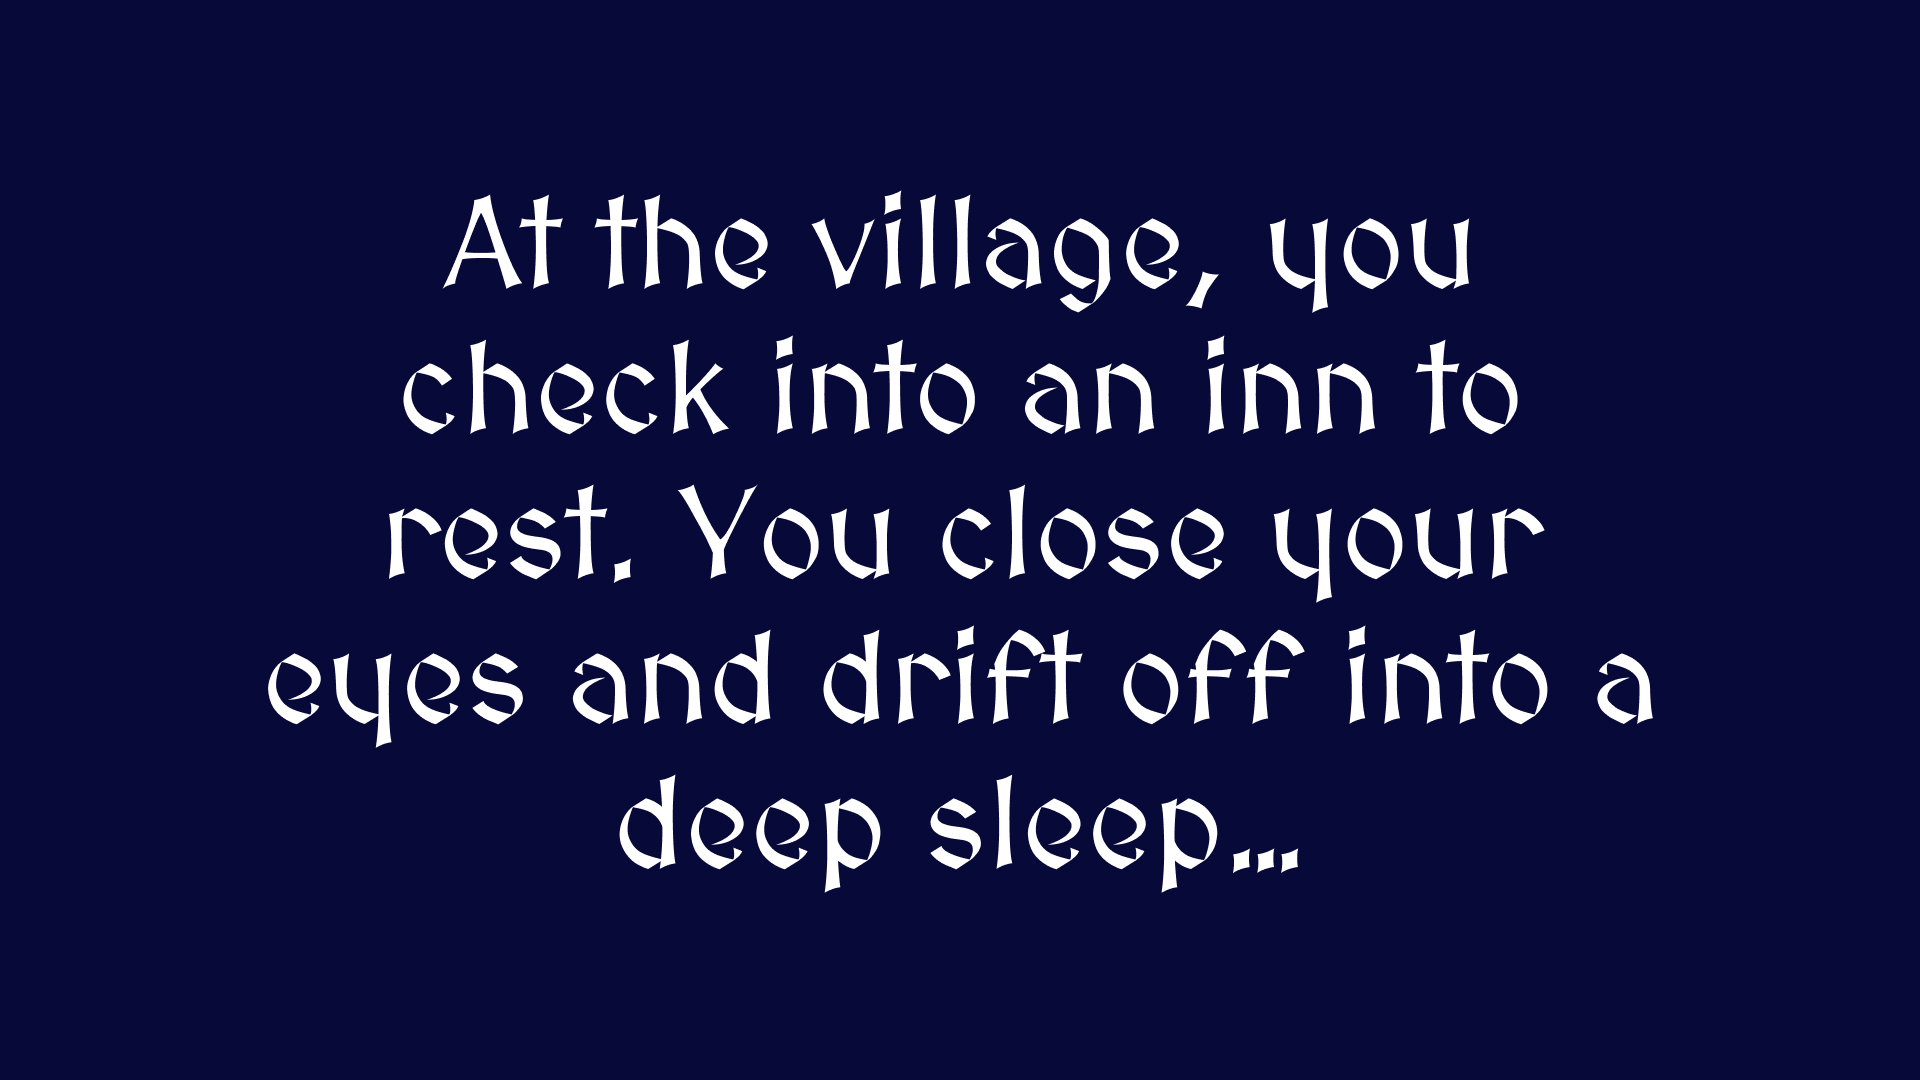 At the village, you
check into an inn to
rest. You close your
eyes and drift off into a
deep sleep...